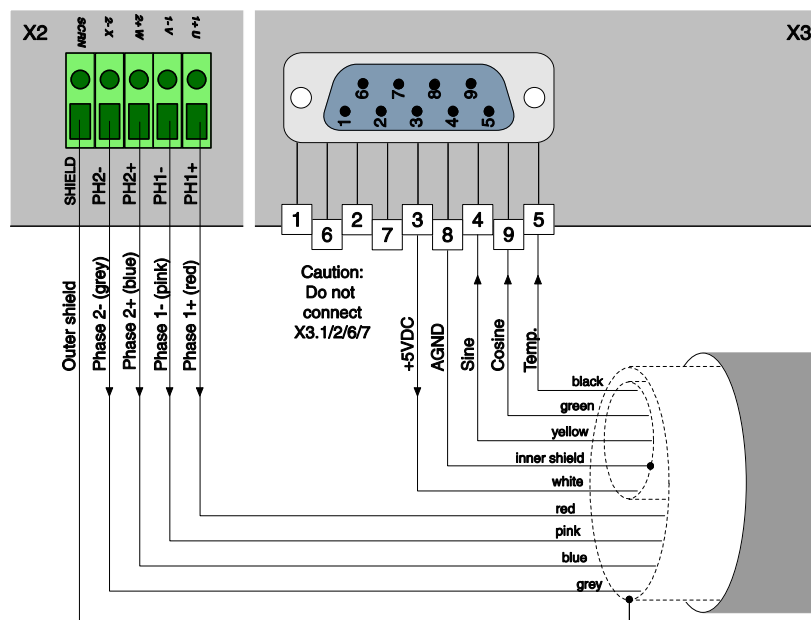 X2
SCRN
2- X
2+ W
1- V
1+ U
X3
6
7
8
9
1
2
3
4
5
SHIELD
PH2-
PH2+
PH1-
PH1+
1
6
2
7
3
8
4
9
5
Caution:
Do not
connect
X3.1/2/6/7
Outer shield
Phase 2- (grey)
Phase 2+ (blue)
Phase 1- (pink)
Phase 1+ (red)
+5VDC
AGND
Sine
Cosine
Temp.
black
green
yellow
inner shield
white
red
pink
blue
grey